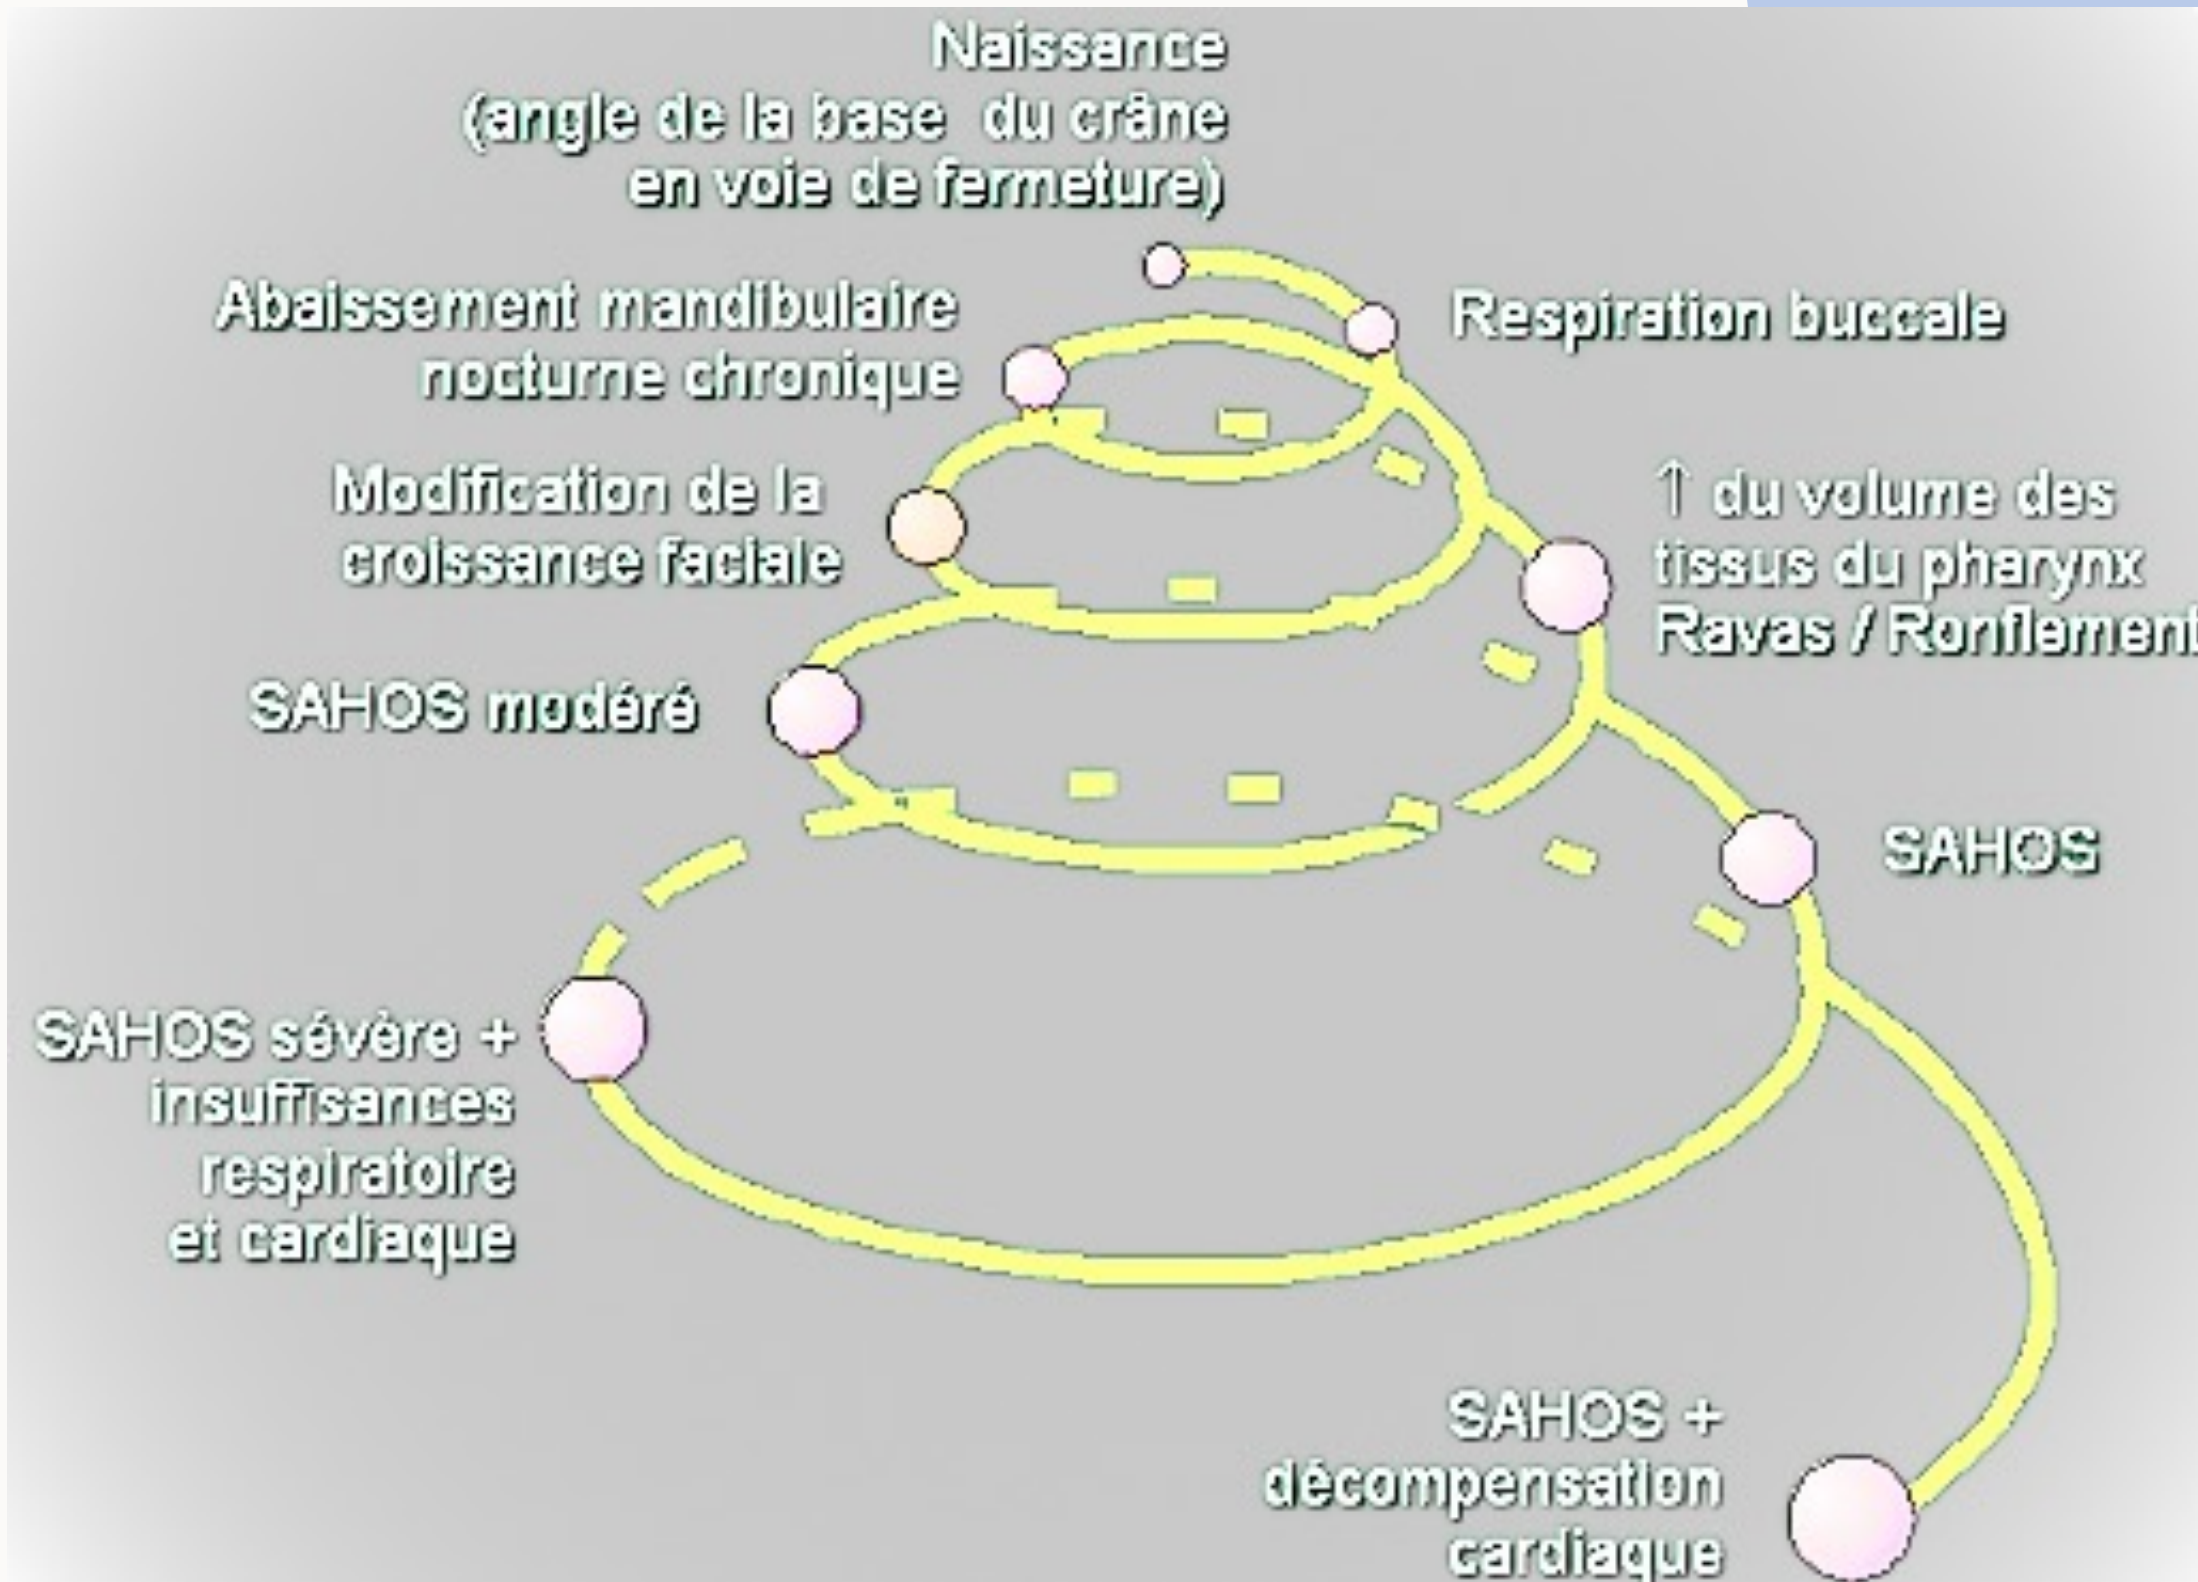 Naissance
(angle de la base du crâne
en voie de fermeture)
Abaissement mandibulaire
nocturne chronique
Respiration buccale
Modification de la
croissance faciale
↑ du volume des
tissus du pharynx
Ravas / Ronflement
SAHOS modéré
SAHOS
SAHOS sévère +
insuffisances
respiratoire
et cardiaque
SAHOS +
décompensation
cardiaque